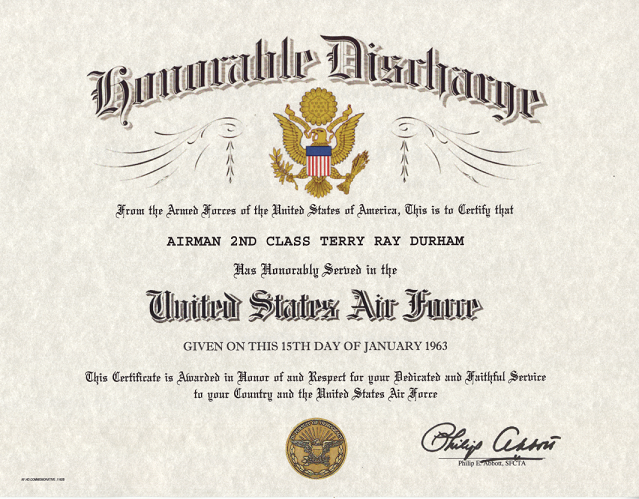 Honorable Discharge
From the Armed Forces of the United States of America, This is to Certify that
AIRMAN 2ND CLASS TERRY RAY DURHAM
Has Honorably Served in the
United States Air Force
GIVEN ON THIS 15TH DAY OF JANUARY 1963
This Certificate is Awarded in Honor of and Respect for your Dedicated and Faithful Service
to your Country and the United States Air Force
Philip Abbott
Philip E. Abbott, SFCTA